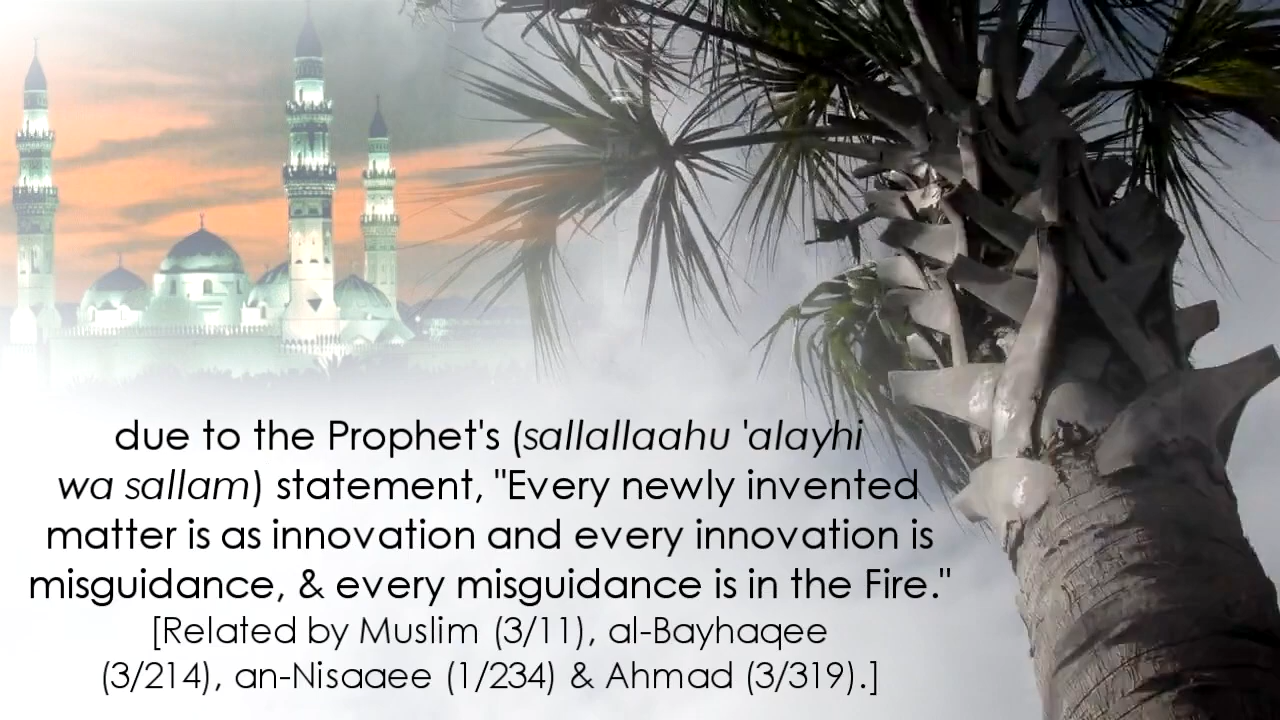 due to the Prophet's (sallallaahu 'alayhi
wa sallam) statement, "Every newly invented
matter is as innovation and every innovation is
misguidance, & every misguidance is in the Fire."
[Related by Muslim (3/11), al-Bayhaqee
(3/214), an-Nisaaee (1/234) & Ahmad (3/319).]